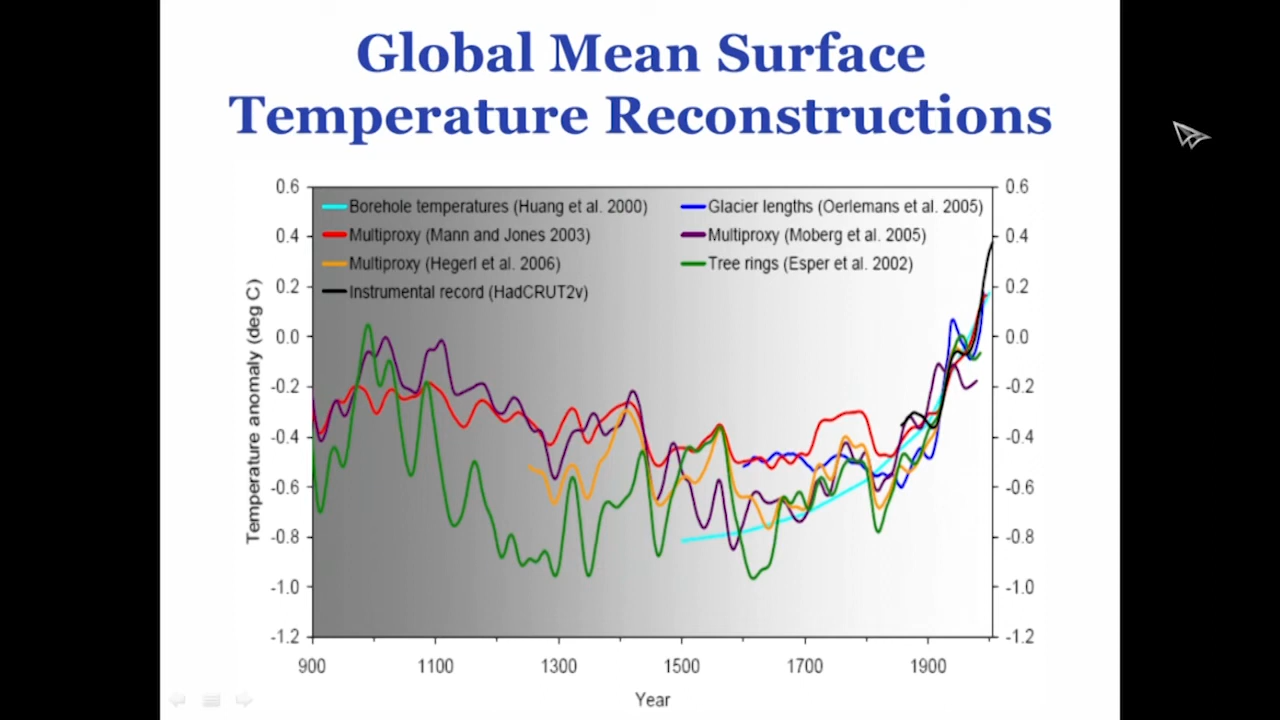 Global Mean Surface
Temperature Reconstructions
0.6
0.4
0.2
0.0
-0.2
-0.4
-0.6
-0.8
-1.0
-1.2
Temperature anomaly (deg C)
Borehole temperatures (Huang et al. 2000)
Multiproxy (Mann and Jones 2003)
Multiproxy (Hegerl et al. 2006)
Instrumental record (HadCRUT2v)
Glacier lengths (Oerlemans et al. 2005)
Multiproxy (Moberg et al. 2005)
Tree rings (Esper et al. 2002)
0.6
0.4
0.2
0.0
-0.2
-0.4
-0.6
-0.8
-1.0
-1.2
900 1100 1300 1500 1700 1900
Year